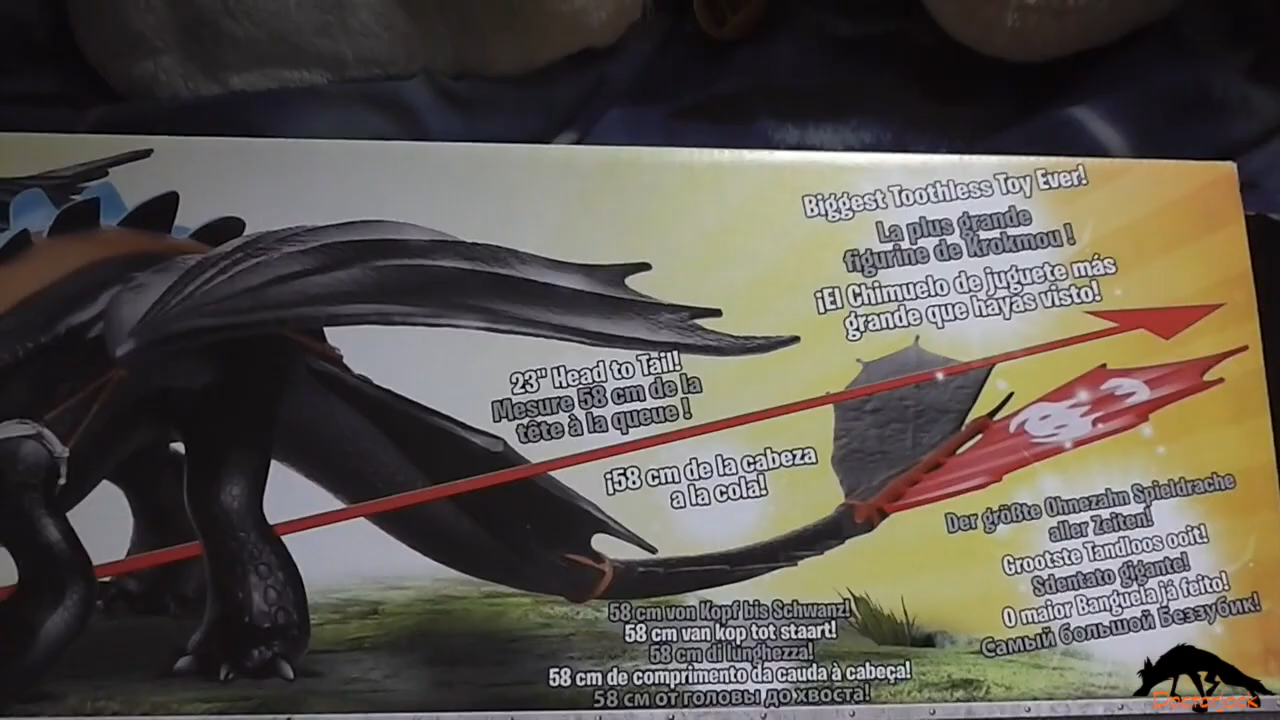 Biggest Toothless Toy Ever!
La plus grande
figurine de Krokmou !
¡El Chimuelo de juguete más
grande que hayas visto!
23" Head to Tail!
Mesure 58 cm de la
tête à la queue !
¡58 cm de la cabeza
a la cola!
Der größte Ohnezahn Spieldrache
aller Zeiten!
Grootste Tandloos ooit!
Sdentato gigante!
O maior Banguela já feito!
Самый большой Беззубик!
58 cm von Kopf bis Schwanz!
58 cm van kop tot staart!
58 cm di lunghezza!
58 cm de comprimento da cauda à cabeça!
58 см от головы до хвоста!
Doctorjack